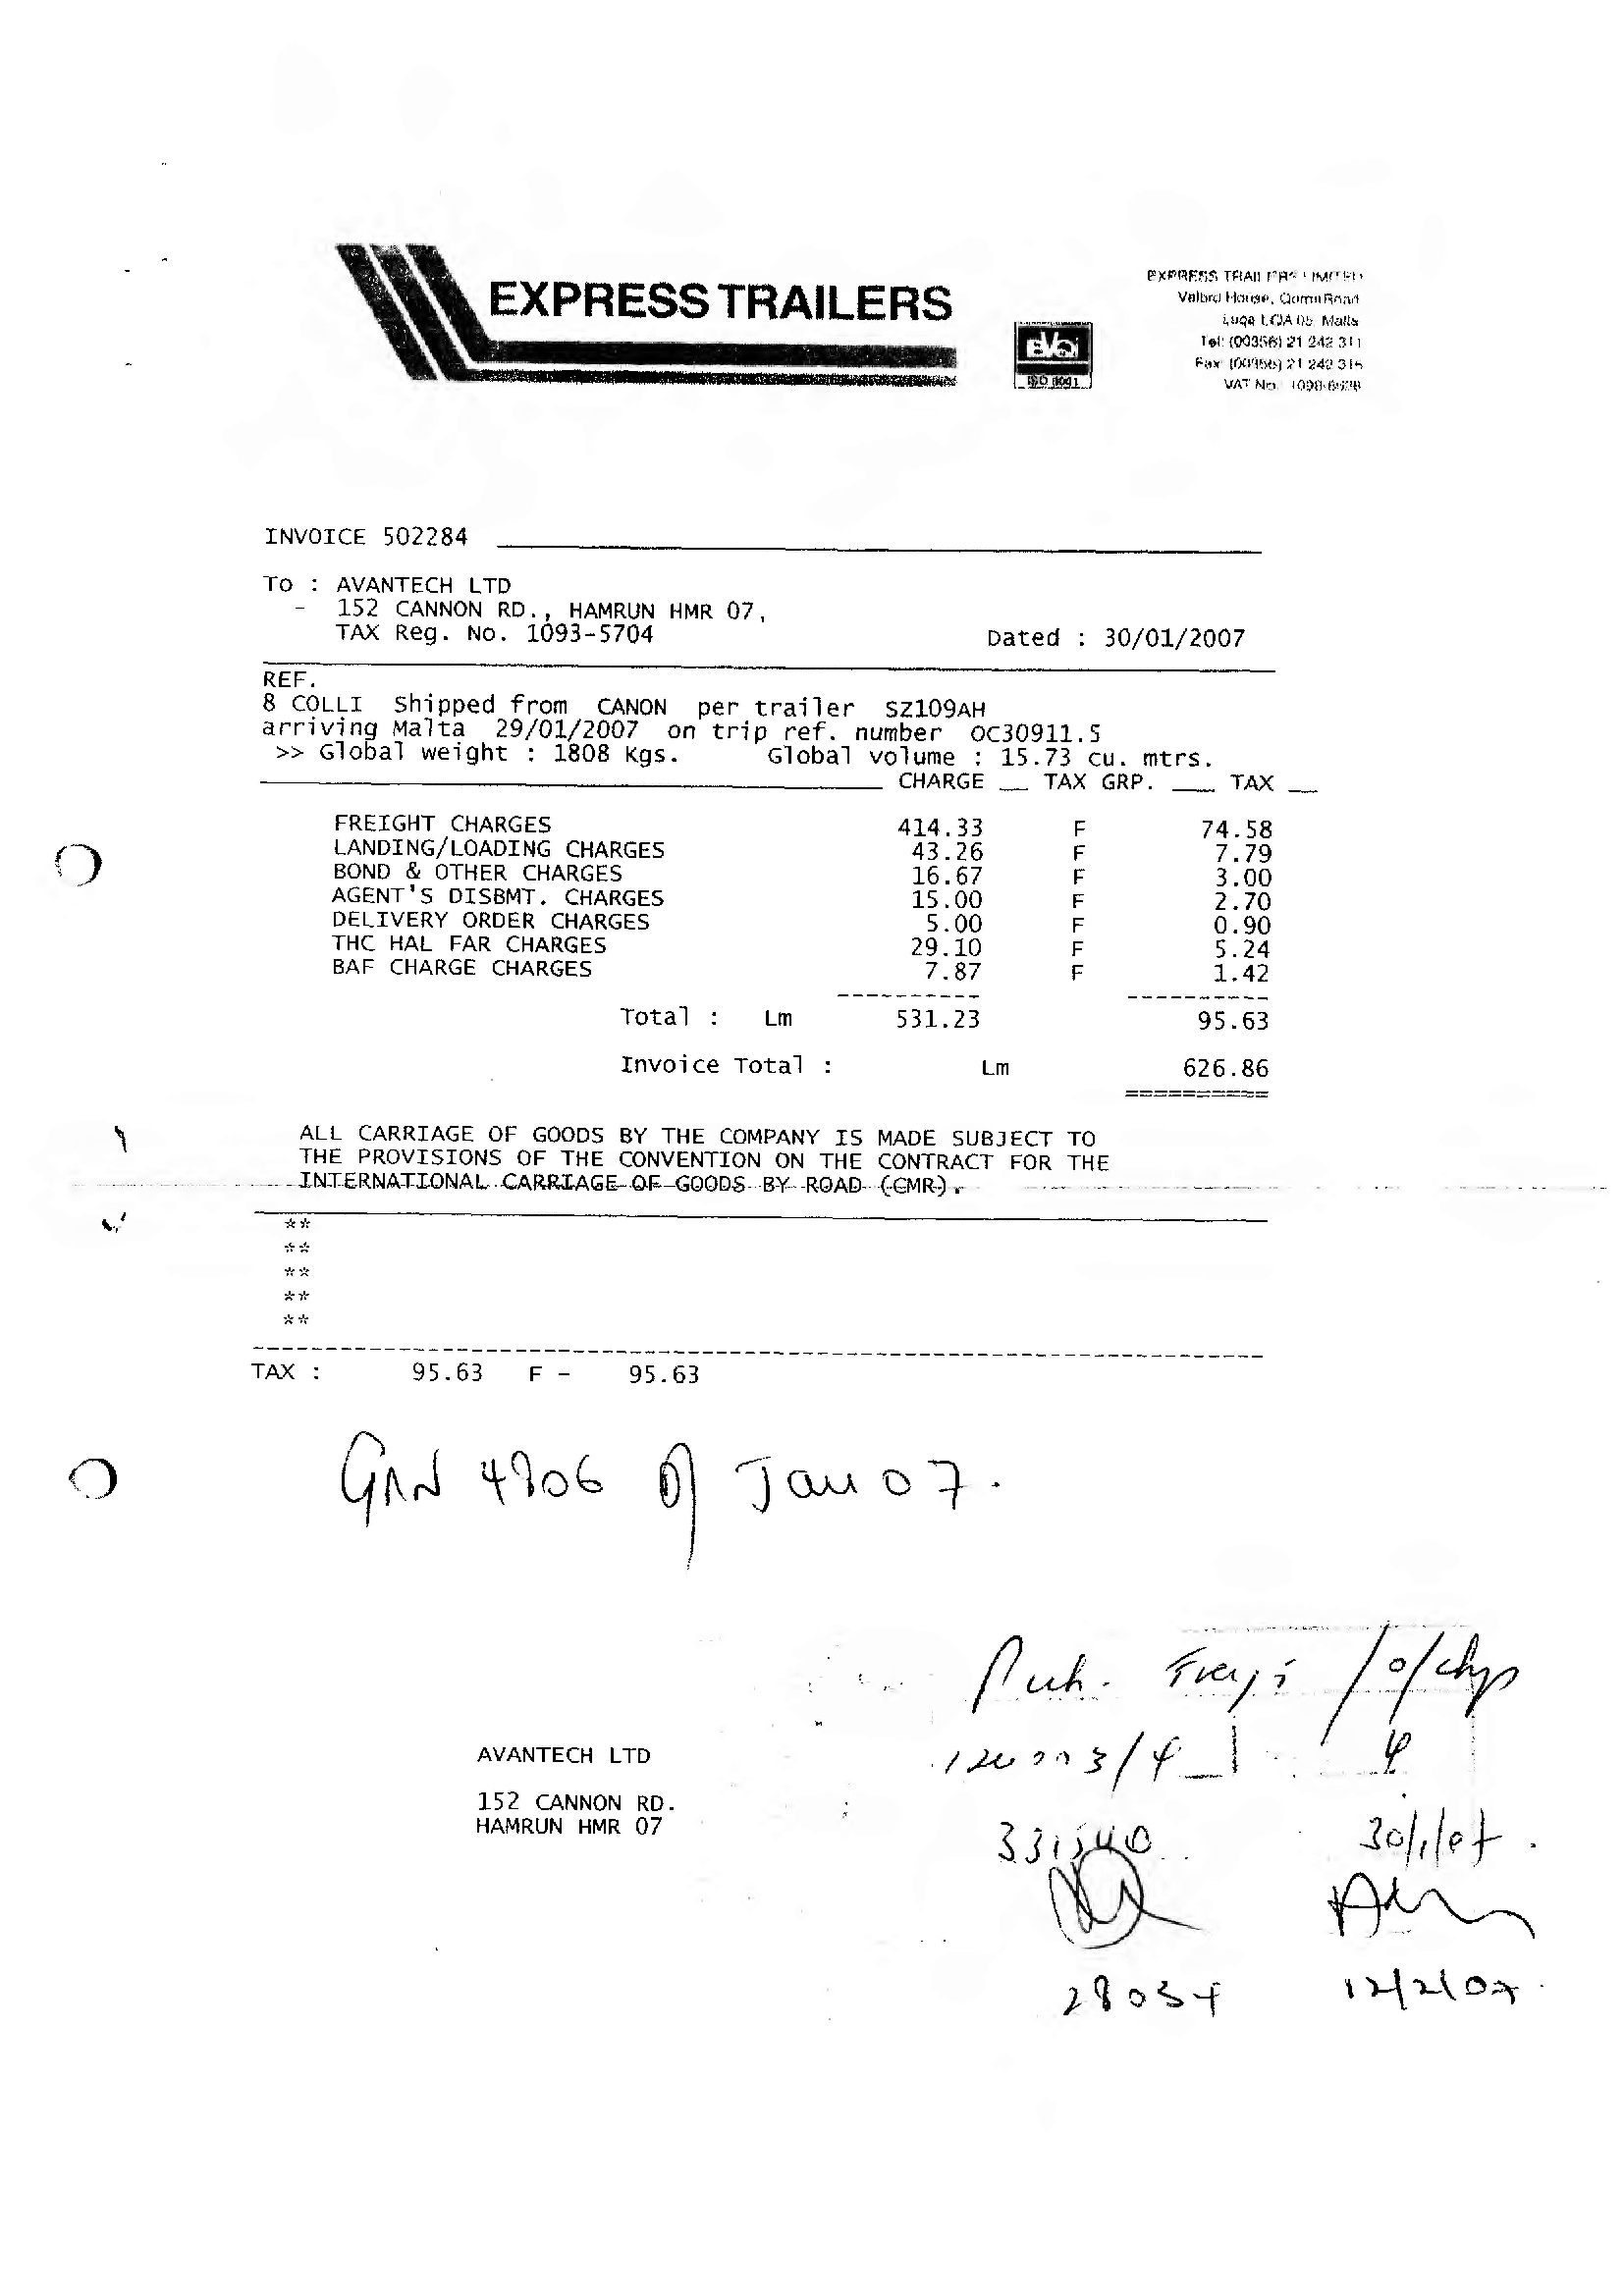 EXPRESS TRAILERS
EXPRESS TRAILERS LIMITED
Valbro House, Qormi Road
Luqa LQA 05 Malta
Tel: (00356) 21 242 311
Fax: (00356) 21 242 315
VAT No.
ISO 9001
INVOICE 502284
To : AVANTECH LTD
- 152 CANNON RD., HAMRUN HMR 07,
TAX Reg. No. 1093-5704
Dated : 30/01/2007
REF.
8 COLLI Shipped from CANON per trailer SZ109AH
arriving Malta 29/01/2007 on trip ref. number OC30911.S
>> Global weight : 1808 Kgs. Global volume : 15.73 cu. mtrs.
CHARGE __ TAX GRP. ___ TAX __
FREIGHT CHARGES 414.33 F 74.58
LANDING/LOADING CHARGES 43.26 F 7.79
BOND & OTHER CHARGES 16.67 F 3.00
AGENT'S DISBMT. CHARGES 15.00 F 2.70
DELIVERY ORDER CHARGES 5.00 F 0.90
THC HAL FAR CHARGES 29.10 F 5.24
BAF CHARGE CHARGES 7.87 F 1.42
Total : Lm 531.23 95.63
Invoice Total : Lm 626.86
ALL CARRIAGE OF GOODS BY THE COMPANY IS MADE SUBJECT TO
THE PROVISIONS OF THE CONVENTION ON THE CONTRACT FOR THE
INTERNATIONAL CARRIAGE OF GOODS BY ROAD (CMR).
**
**
**
**
**
TAX : 95.63 F - 95.63
GRN 4906 of Jan 07.
AVANTECH LTD
152 CANNON RD.
HAMRUN HMR 07
331540
30/1/07.
28034
12/2/07.